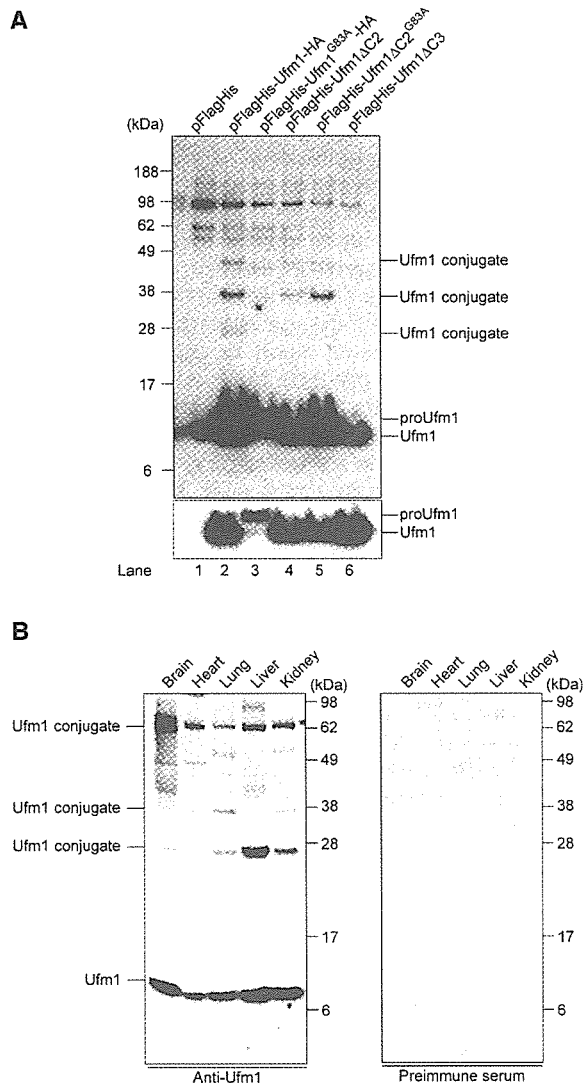 A
pFlagHis
pFlagHis-Ufm1-HA
pFlagHis-Ufm1G83A-HA
pFlagHis-Ufm1ΔC2
pFlagHis-Ufm1ΔC2G83A
pFlagHis-Ufm1ΔC3
(kDa)
188
98
62
49
38
28
17
6
Ufm1 conjugate
Ufm1 conjugate
Ufm1 conjugate
proUfm1
Ufm1
proUfm1
Ufm1
Lane 1 2 3 4 5 6
B
Brain Heart Lung Liver Kidney (kDa)
Ufm1 conjugate
Ufm1 conjugate
Ufm1 conjugate
Ufm1
98
62
49
38
28
17
6
Anti-Ufm1
Brain Heart Lung Liver Kidney (kDa)
98
62
49
38
28
17
6
Preimmune serum